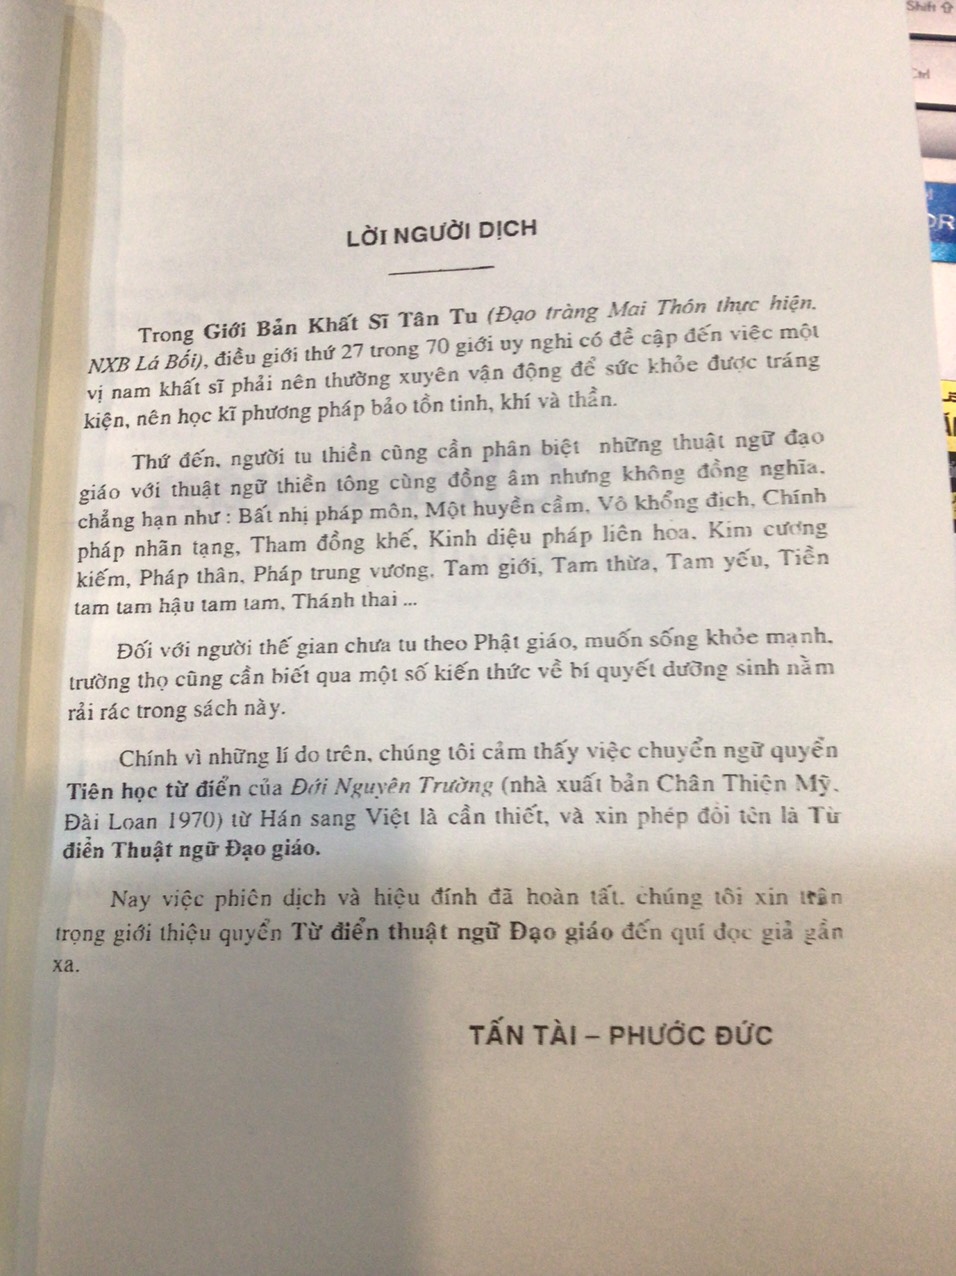 Shift ⇧
Ctrl
LỜI NGƯỜI DỊCH
Trong Giới Bản Khất Sĩ Tân Tu (Đạo tràng Mai Thôn thực hiện.
NXB Lá Bối), điều giới thứ 27 trong 70 giới uy nghi có đề cập đến việc một
vị nam khất sĩ phải nên thường xuyên vận động để sức khỏe được tráng
kiện, nên học kĩ phương pháp bảo tồn tinh, khí và thần.
Thứ đến, người tu thiền cũng cần phân biệt những thuật ngữ đạo
giáo với thuật ngữ thiền tông cùng đồng âm nhưng không đồng nghĩa,
chẳng hạn như : Bất nhị pháp môn, Một huyền cầm, Vô khổng địch, Chính
pháp nhãn tạng, Tham đồng khế, Kinh diệu pháp liên hoa, Kim cương
kiếm, Pháp thân, Pháp trung vương, Tam giới, Tam thừa, Tam yếu, Tiền
tam tam hậu tam tam, Thánh thai ...
Đối với người thế gian chưa tu theo Phật giáo, muốn sống khỏe mạnh,
trường thọ cũng cần biết qua một số kiến thức về bí quyết dưỡng sinh nằm
rải rác trong sách này.
Chính vì những lí do trên, chúng tôi cảm thấy việc chuyển ngữ quyển
Tiên học từ điển của Đới Nguyên Trường (nhà xuất bản Chân Thiện Mỹ,
Đài Loan 1970) từ Hán sang Việt là cần thiết, và xin phép đổi tên là Từ
điển Thuật ngữ Đạo giáo.
Nay việc phiên dịch và hiệu đính đã hoàn tất. chúng tôi xin trân
trọng giới thiệu quyển Từ điển thuật ngữ Đạo giáo đến quí đọc giả gần
xa.
TẤN TÀI – PHƯỚC ĐỨC